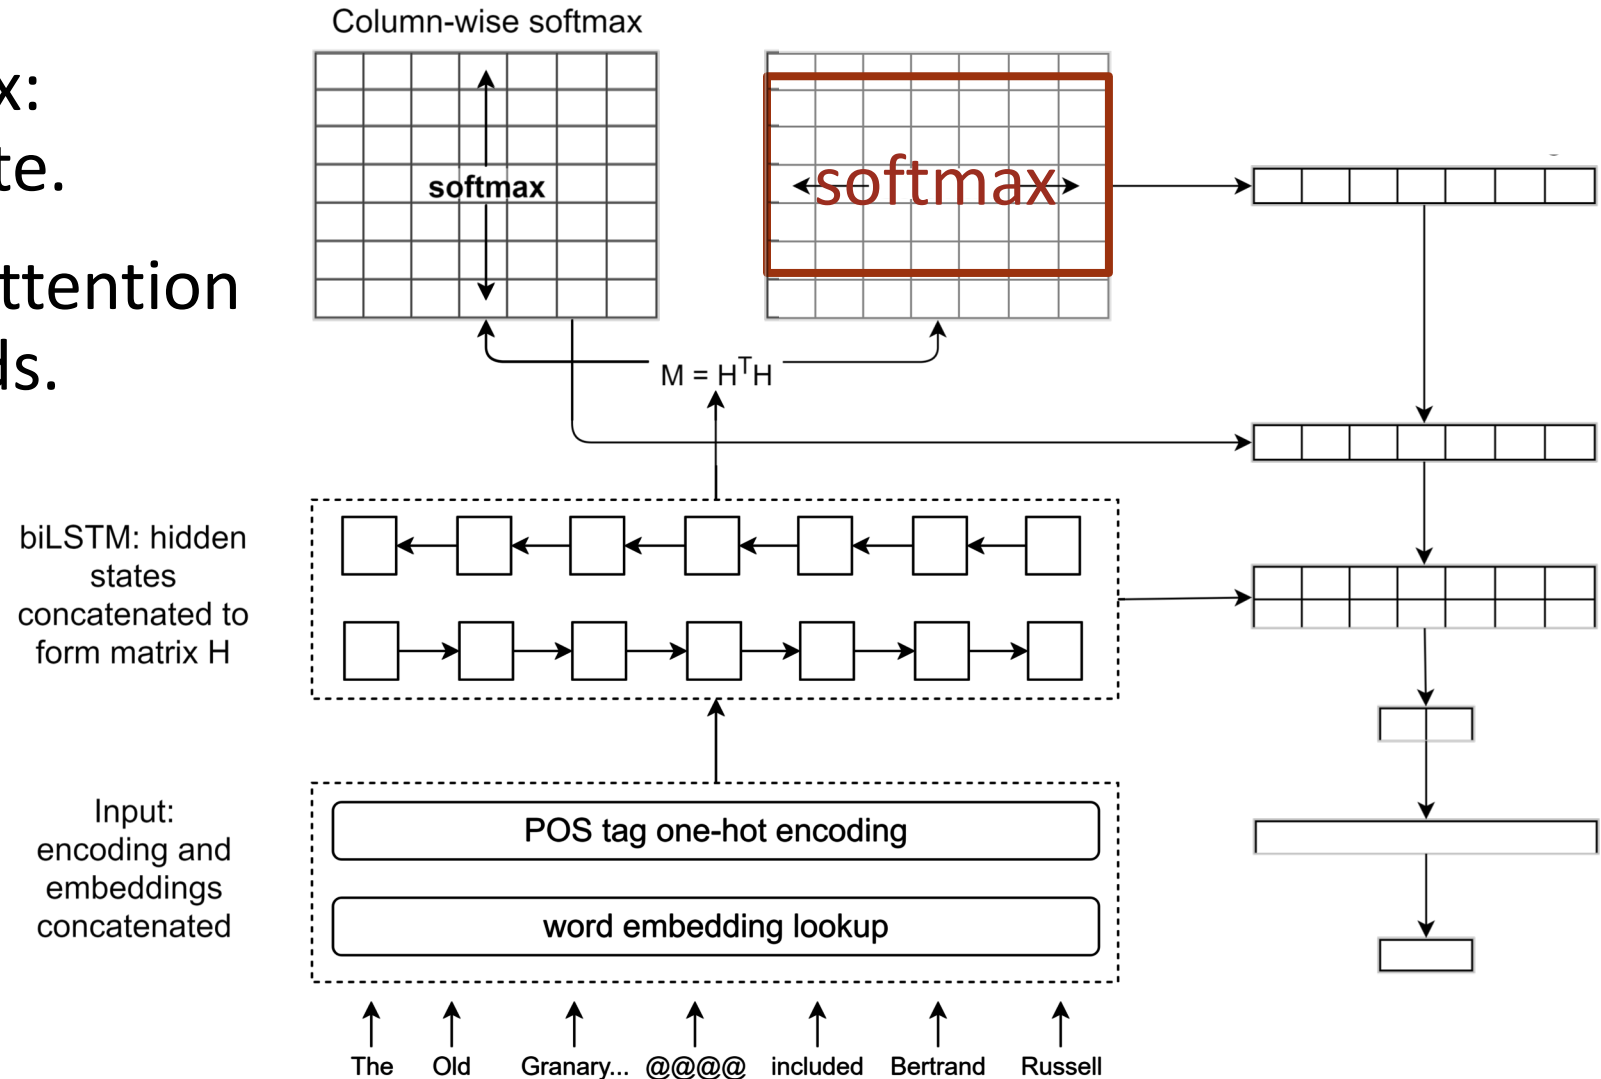 Column-wise softmax
x:
te.
ttention
ds.
softmax
softmax
M = HᵀH
biLSTM: hidden
states
concatenated to
form matrix H
Input:
encoding and
embeddings
concatenated
POS tag one-hot encoding
word embedding lookup
The Old Granary... @@@@ included Bertrand Russell